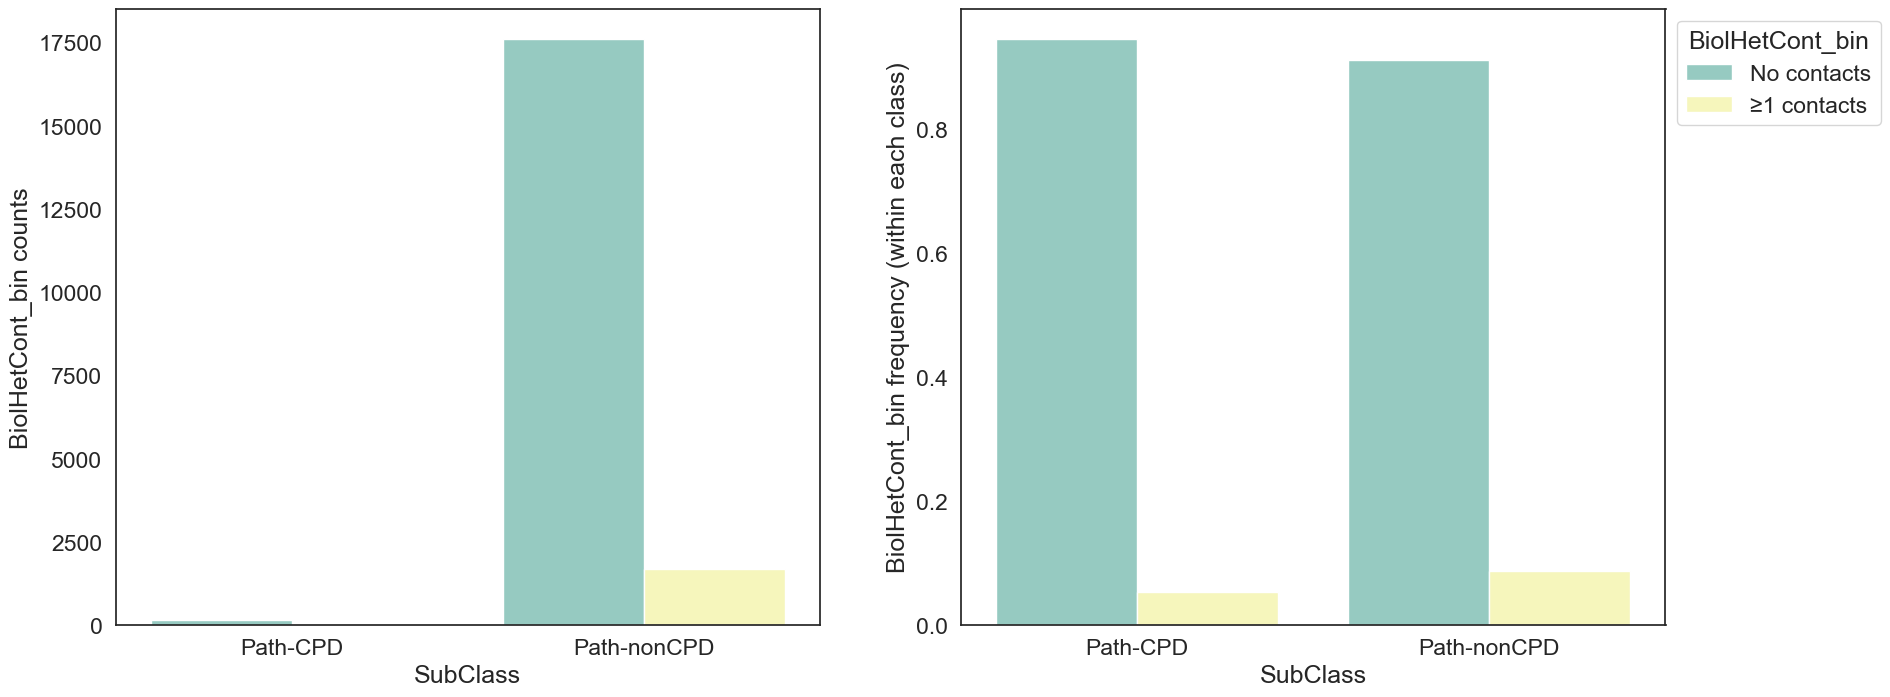 BiolHetCont_bin counts
17500
15000
12500
10000
7500
5000
2500
0
Path-CPD
Path-nonCPD
SubClass
BiolHetCont_bin frequency (within each class)
0.8
0.6
0.4
0.2
0.0
Path-CPD
Path-nonCPD
SubClass
BiolHetCont_bin
No contacts
≥1 contacts